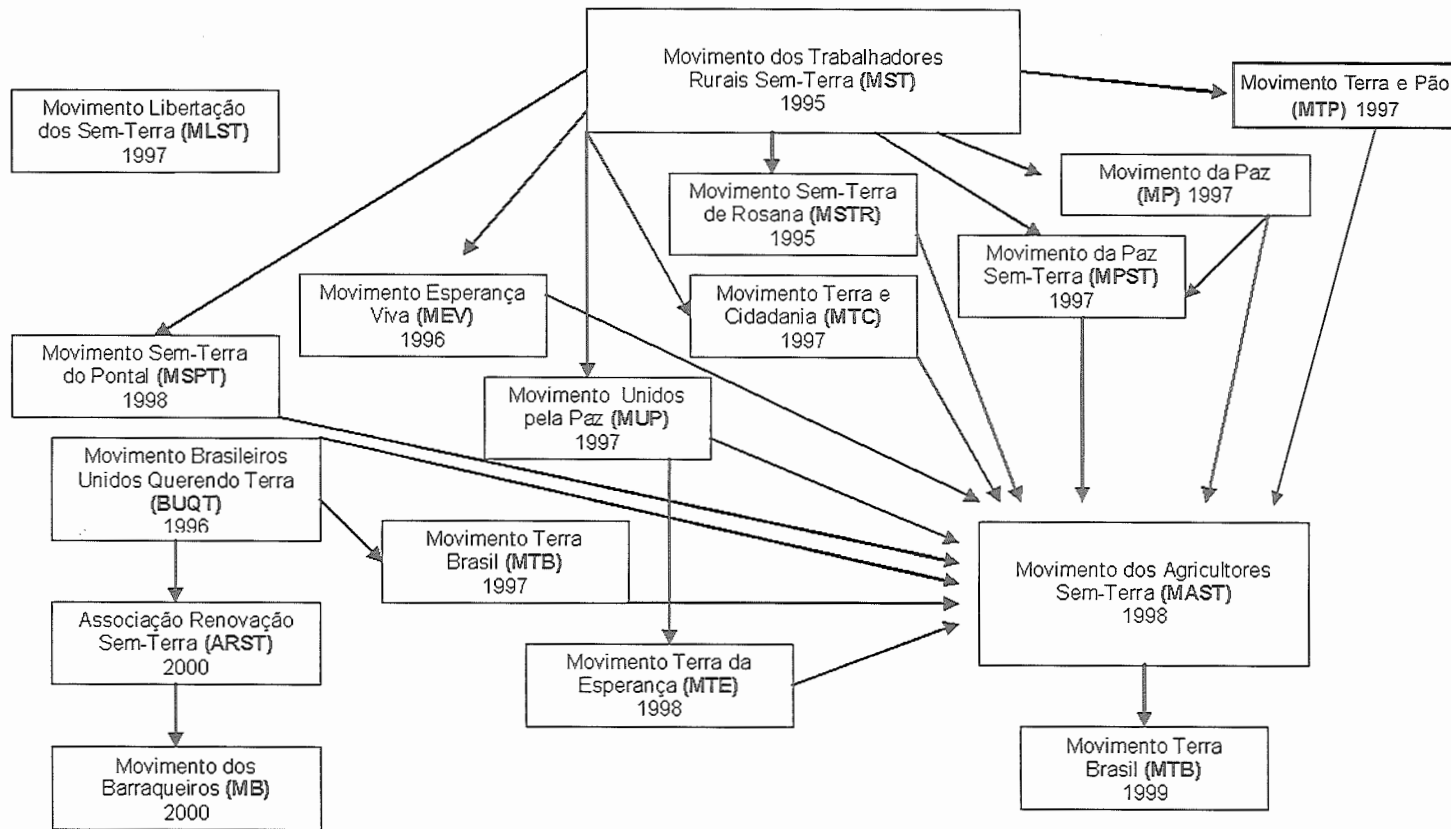 Movimento dos Trabalhadores
Rurais Sem-Terra (MST)
1995
Movimento Terra e Pão
(MTP) 1997
Movimento Libertação
dos Sem-Terra (MLST)
1997
Movimento da Paz
(MP) 1997
Movimento Sem-Terra
de Rosana (MSTR)
1995
Movimento da Paz
Sem-Terra (MPST)
1997
Movimento Esperança
Viva (MEV)
1996
Movimento Terra e
Cidadania (MTC)
1997
Movimento Sem-Terra
do Pontal (MSPT)
1998
Movimento Unidos
pela Paz (MUP)
1997
Movimento Brasileiros
Unidos Querendo Terra
(BUQT)
1996
Movimento Terra
Brasil (MTB)
1997
Movimento dos Agricultores
Sem-Terra (MAST)
1998
Associação Renovação
Sem-Terra (ARST)
2000
Movimento Terra da
Esperança (MTE)
1998
Movimento dos
Barraqueiros (MB)
2000
Movimento Terra
Brasil (MTB)
1999